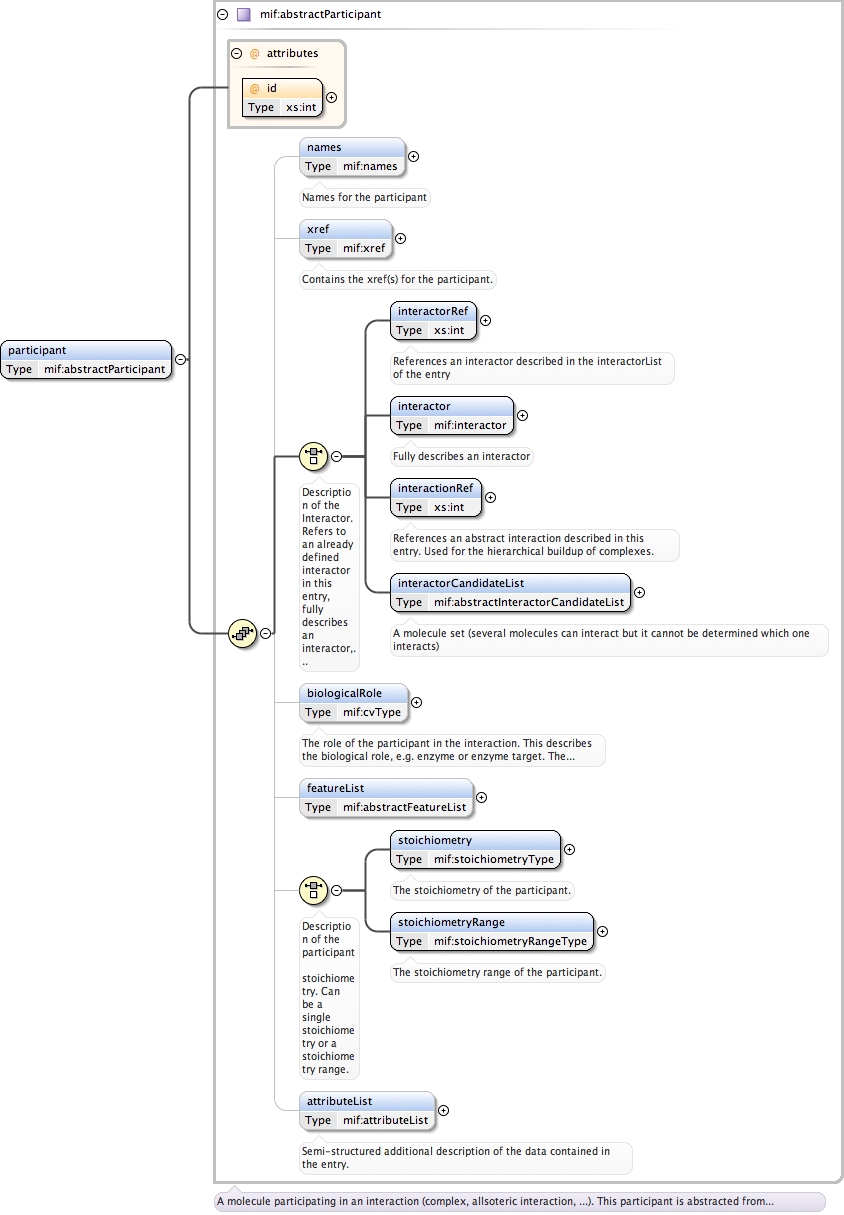 mif:abstractParticipant
@ attributes
@ id
Type xs:int
names
Type mif:names
Names for the participant
xref
Type mif:xref
Contains the xref(s) for the participant.
interactorRef
Type xs:int
References an interactor described in the interactorList
of the entry
participant
Type mif:abstractParticipant
interactor
Type mif:interactor
Fully describes an interactor
interactionRef
Type xs:int
References an abstract interaction described in this
entry. Used for the hierarchical buildup of complexes.
interactorCandidateList
Type mif:abstractInteractorCandidateList
A molecule set (several molecules can interact but it cannot be determined which one
interacts)
Descriptio
n of the
Interactor.
Refers to
an already
defined
interactor
in this
entry,
fully
describes
an
interactor,.
..
biologicalRole
Type mif:cvType
The role of the participant in the interaction. This describes
the biological role, e.g. enzyme or enzyme target. The...
featureList
Type mif:abstractFeatureList
stoichiometry
Type mif:stoichiometryType
The stoichiometry of the participant.
stoichiometryRange
Type mif:stoichiometryRangeType
The stoichiometry range of the participant.
Descriptio
n of the
participant
stoichiome
try. Can
be a
single
stoichiome
try or a
stoichiome
try range.
attributeList
Type mif:attributeList
Semi-structured additional description of the data contained in
the entry.
A molecule participating in an interaction (complex, allsoteric interaction, ...). This participant is abstracted from...